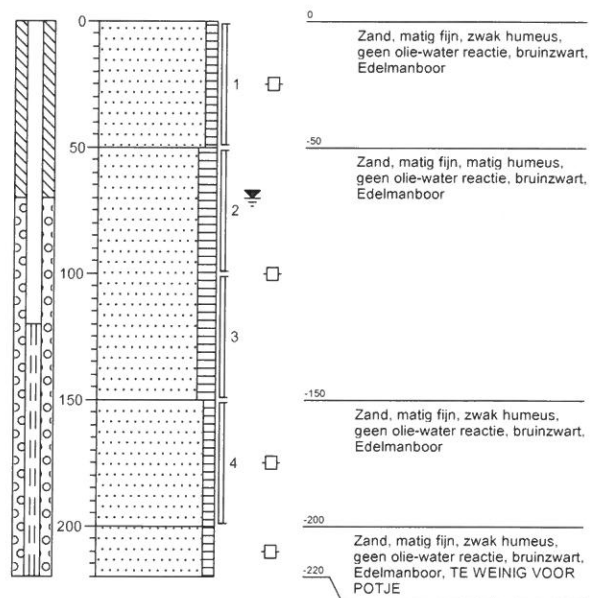 0
0
Zand, matig fijn, zwak humeus,
geen olie-water reactie, bruinzwart,
Edelmanboor
1
50
-50
Zand, matig fijn, matig humeus,
geen olie-water reactie, bruinzwart,
Edelmanboor
2
100
3
150
-150
Zand, matig fijn, zwak humeus,
geen olie-water reactie, bruinzwart,
Edelmanboor
4
200
-200
Zand, matig fijn, zwak humeus,
geen olie-water reactie, bruinzwart,
Edelmanboor, TE WEINIG VOOR
POTJE
-220